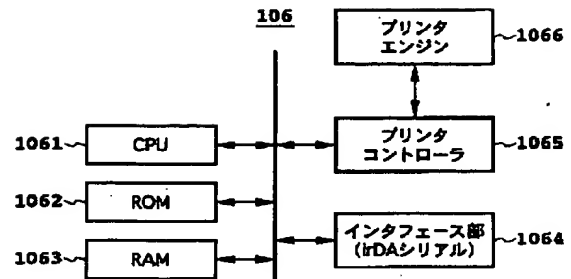 106
プリンタ
エンジン
1066
1061
CPU
プリンタ
コントローラ
1065
1062
ROM
1063
RAM
インタフェース部
(IrDAシリアル)
1064